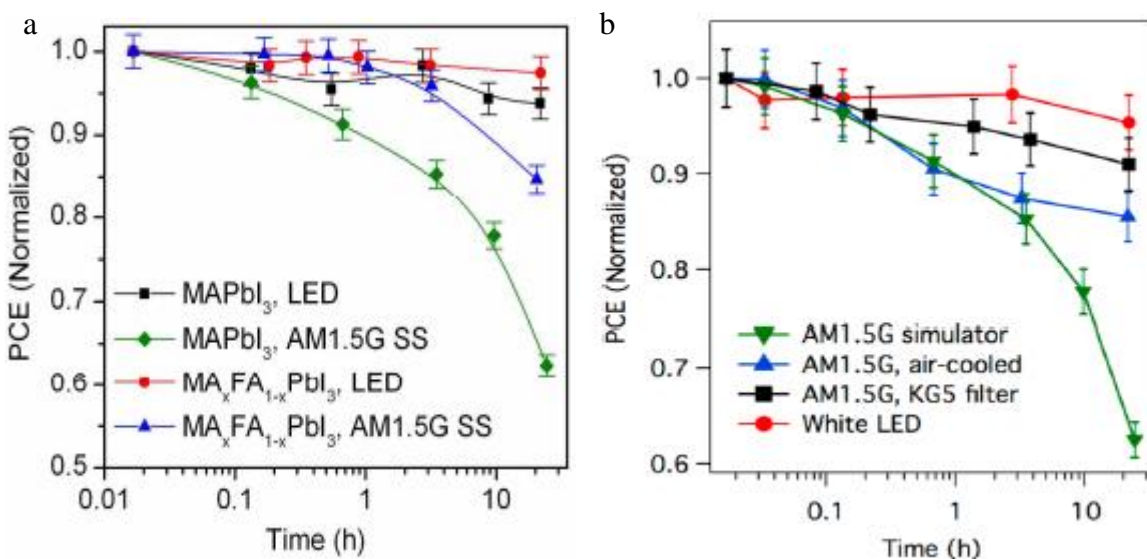 a
PCE (Normalized)
1.0
0.9
0.8
0.7
0.6
0.5
MAPbI₃, LED
MAPbI₃, AM1.5G SS
MAₓFA₁₋ₓPbI₃, LED
MAₓFA₁₋ₓPbI₃, AM1.5G SS
0.01 0.1 1 10
Time (h)
b
PCE (Normalized)
1.0
0.9
0.8
0.7
0.6
AM1.5G simulator
AM1.5G, air-cooled
AM1.5G, KG5 filter
White LED
0.1 1 10
Time (h)